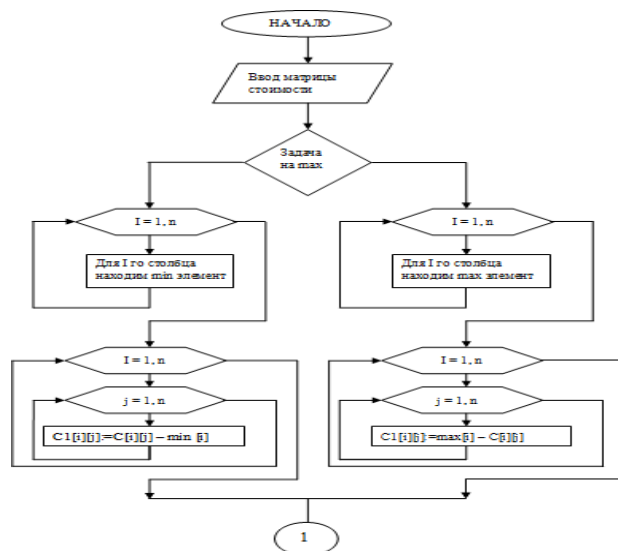 НАЧАЛО
Ввод матрицы
стоимости
Задача
на max
I = 1, n
I = 1, n
Для I го столбца
находим min элемент
Для I го столбца
находим max элемент
I = 1, n
I = 1, n
j = 1, n
j = 1, n
C1[i][j]:=C[i][j] – min [i]
C1[i][j]:=max[i] – C[i][j]
1